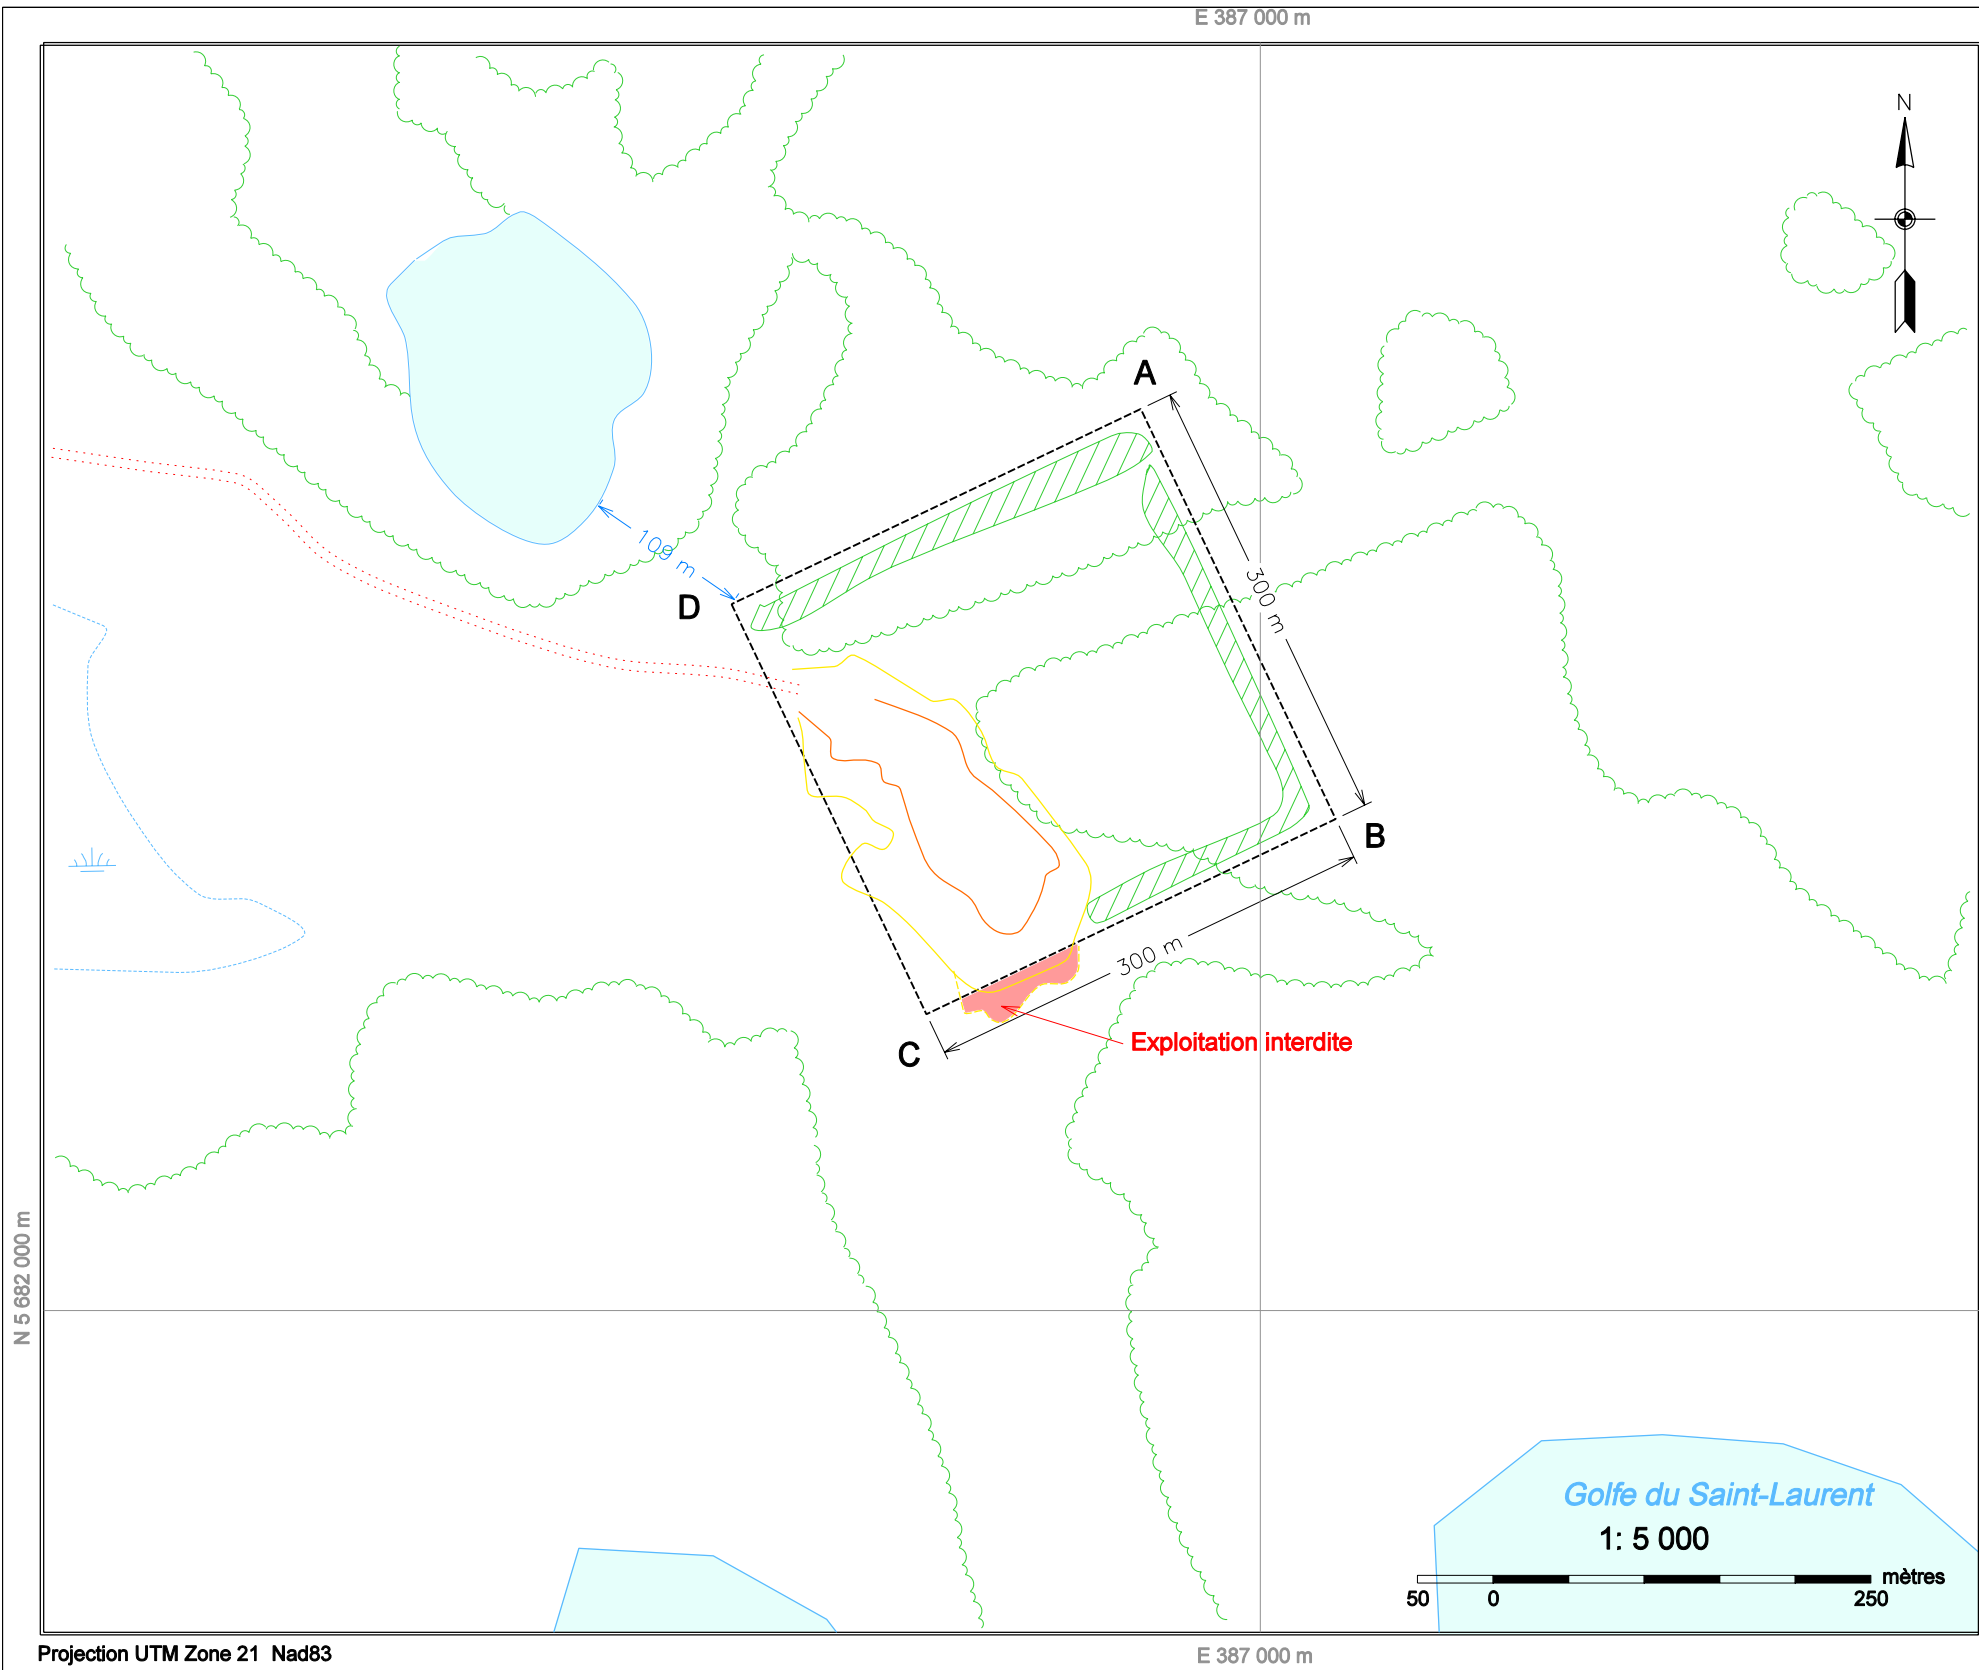 E 387 000 m
N
A
109 m
D
300 m
B
300 m
Exploitation interdite
C
N 5 682 000 m
Golfe du Saint-Laurent
1: 5 000
mètres
50 0 250
Projection UTM Zone 21 Nad83
E 387 000 m